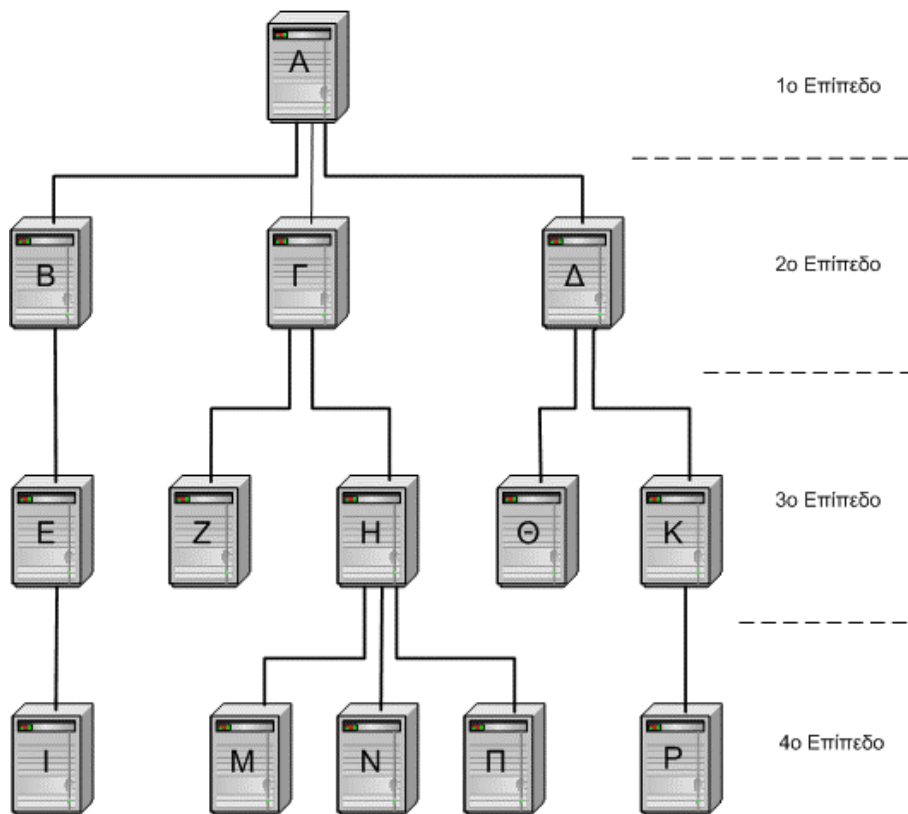 Α
1ο Επίπεδο
Β
Γ
Δ
2ο Επίπεδο
Ε
Ζ
Η
Θ
Κ
3ο Επίπεδο
Ι
Μ
Ν
Π
Ρ
4ο Επίπεδο